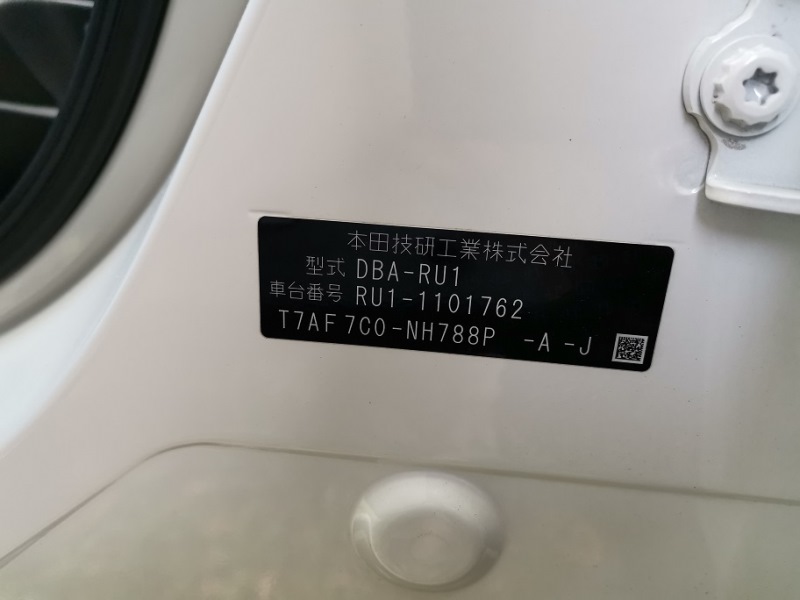 本田技研工業株式会社
型式 DBA-RU1
車台番号 RU1-1101762
T7AF7C0-NH788P -A -J